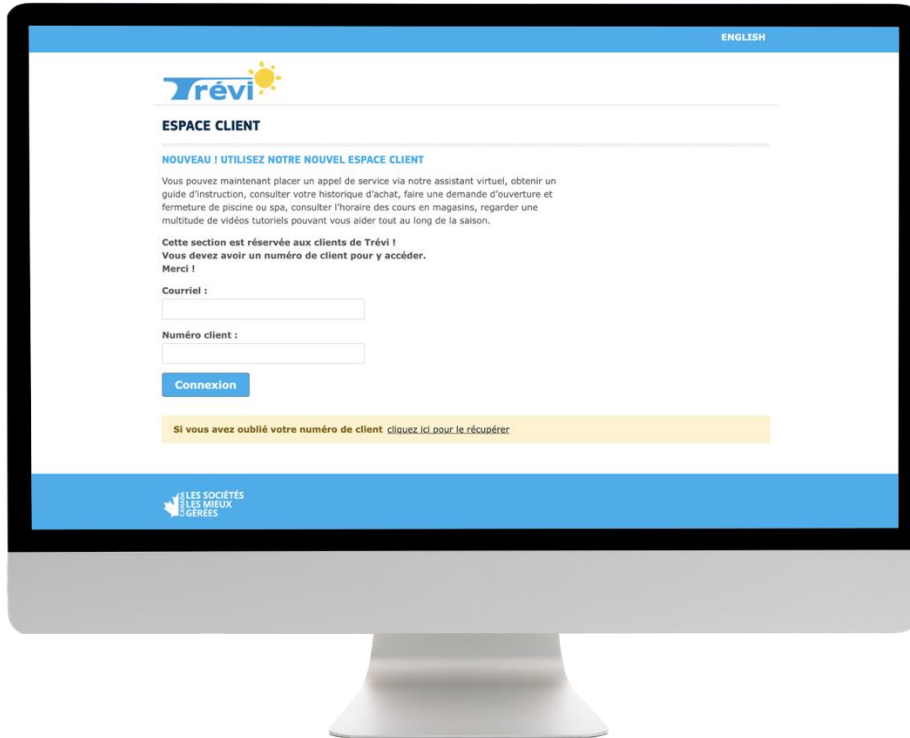 ENGLISH
Trévi
ESPACE CLIENT
NOUVEAU ! UTILISEZ NOTRE NOUVEL ESPACE CLIENT
Vous pouvez maintenant placer un appel de service via notre assistant virtuel, obtenir un
guide d'instruction, consulter votre historique d'achat, faire une demande d'ouverture et
fermeture de piscine ou spa, consulter l'horaire des cours en magasins, regarder une
multitude de vidéos tutoriels pouvant vous aider tout au long de la saison.
Cette section est réservée aux clients de Trévi !
Vous devez avoir un numéro de client pour y accéder.
Merci !
Courriel :
Numéro client :
Connexion
Si vous avez oublié votre numéro de client cliquez ici pour le récupérer
CANADA
LES SOCIÉTÉS
LES MIEUX
GÉRÉES